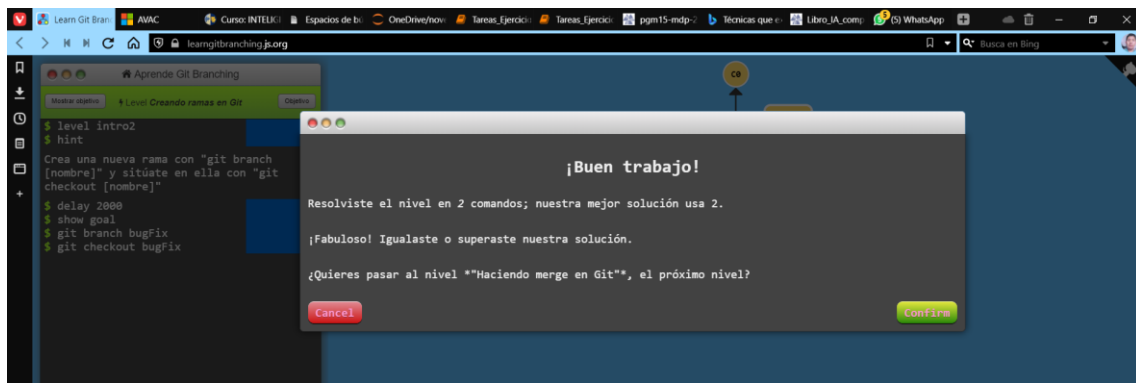 Learn Git Bran
AVAC
Curso: INTELIGI
Espacios de bú
OneDrive/nove
Tareas_Ejercicio
Tareas_Ejercicio
pgm15-mdp-2
Técnicas que e
Libro_IA_comp
(5) WhatsApp
learngitbranching.js.org
Busca en Bing
Aprende Git Branching
Mostrar objetivo
Level Creando ramas en Git
Objetivo
$ level intro2
$ hint
Crea una nueva rama con "git branch
[nombre]" y sitúate en ella con "git
checkout [nombre]"
$ delay 2000
$ show goal
$ git branch bugFix
$ git checkout bugFix
C0
¡Buen trabajo!
Resolviste el nivel en 2 comandos; nuestra mejor solución usa 2.
¡Fabuloso! Igualaste o superaste nuestra solución.
¿Quieres pasar al nivel *"Haciendo merge en Git"*, el próximo nivel?
Cancel
Confirm